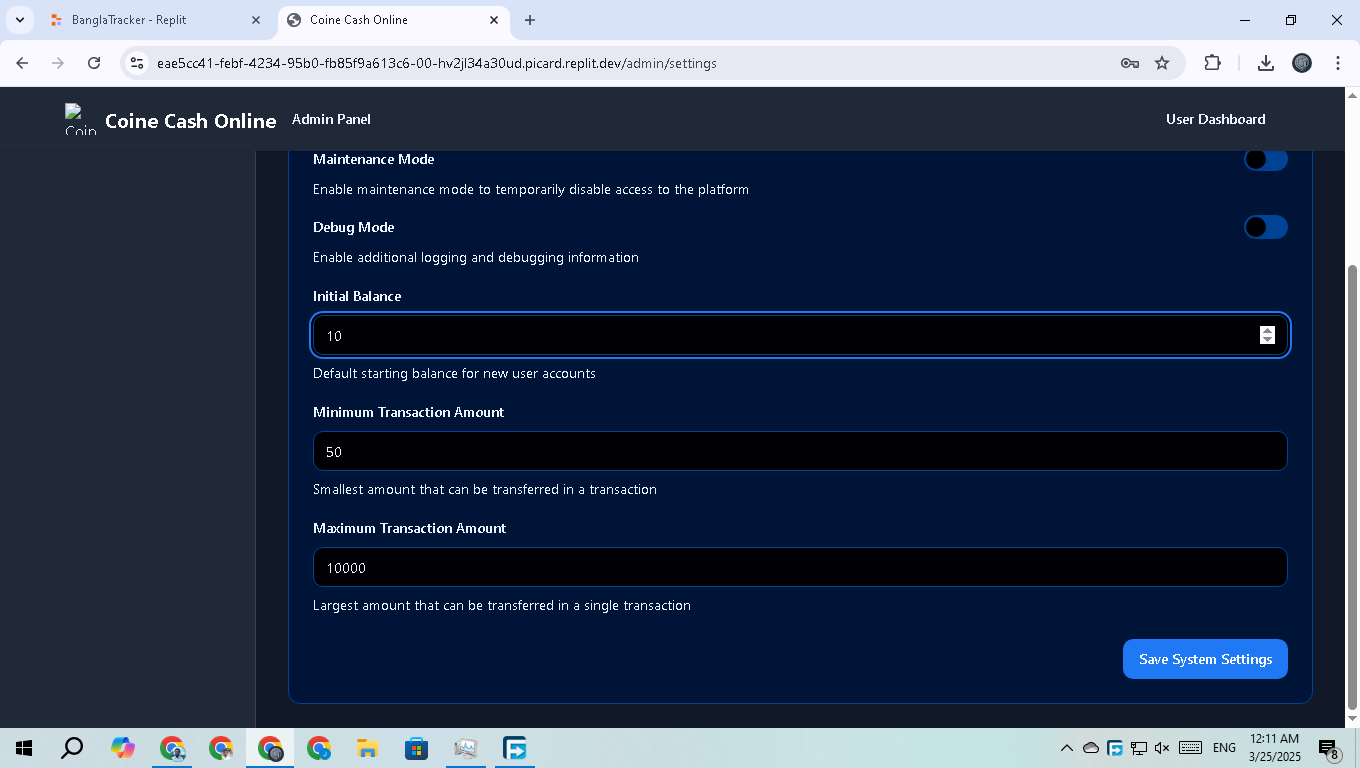 BanglaTracker - Replit
Coine Cash Online
eae5cc41-febf-4234-95b0-fb85f9a613c6-00-hv2jl34a30ud.picard.replit.dev/admin/settings
Coin
Coine Cash Online
Admin Panel
User Dashboard
Maintenance Mode
Enable maintenance mode to temporarily disable access to the platform
Debug Mode
Enable additional logging and debugging information
Initial Balance
10
Default starting balance for new user accounts
Minimum Transaction Amount
50
Smallest amount that can be transferred in a transaction
Maximum Transaction Amount
10000
Largest amount that can be transferred in a single transaction
Save System Settings
ENG
12:11 AM
3/25/2025
8